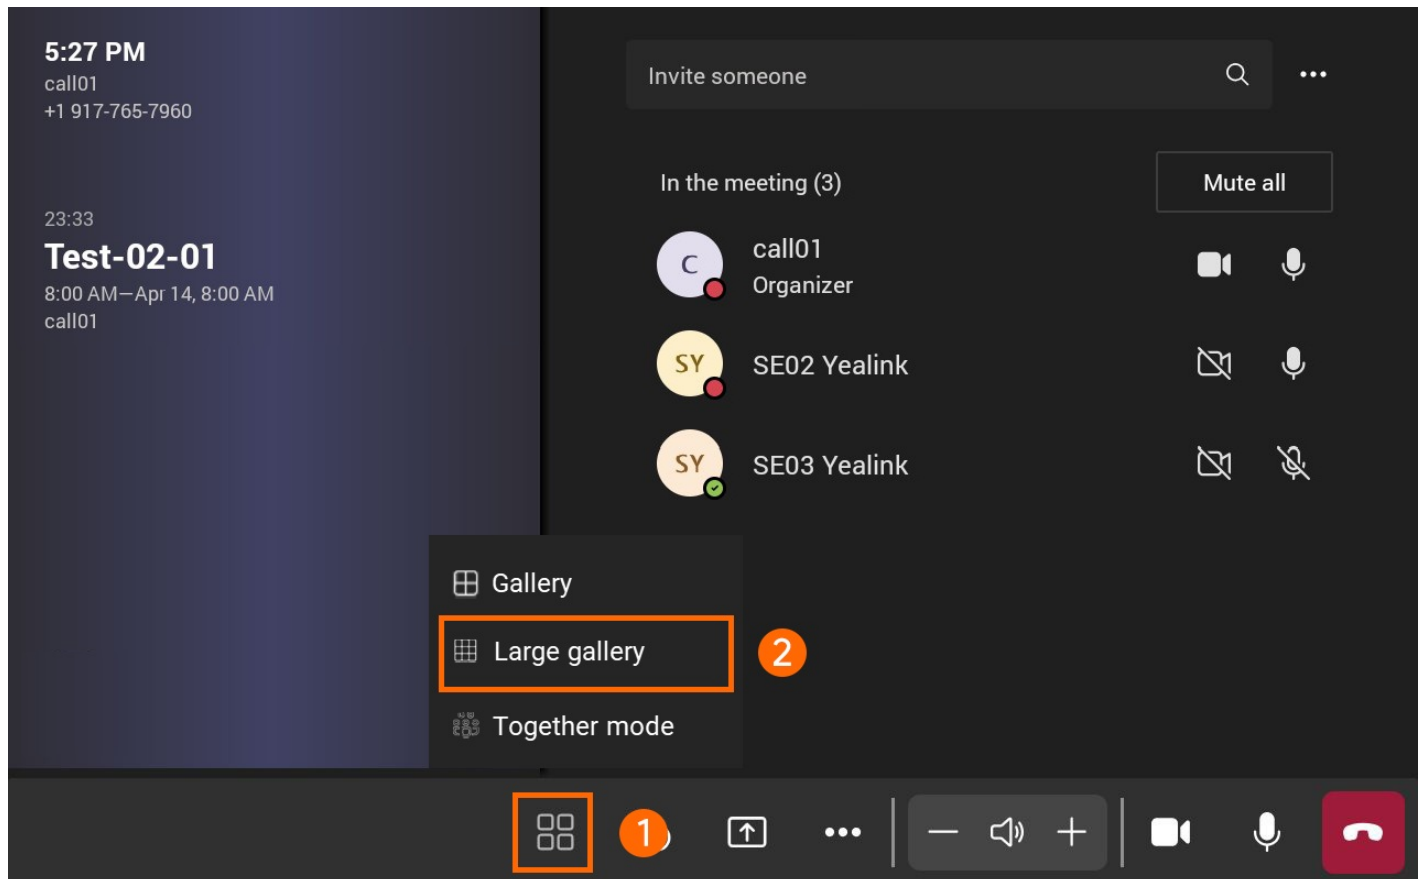 5:27 PM
call01
+1 917-765-7960
23:33
Test-02-01
8:00 AM—Apr 14, 8:00 AM
call01
Invite someone
In the meeting (3)
Mute all
C
call01
Organizer
SY
SE02 Yealink
SY
SE03 Yealink
Gallery
Large gallery
2
Together mode
1